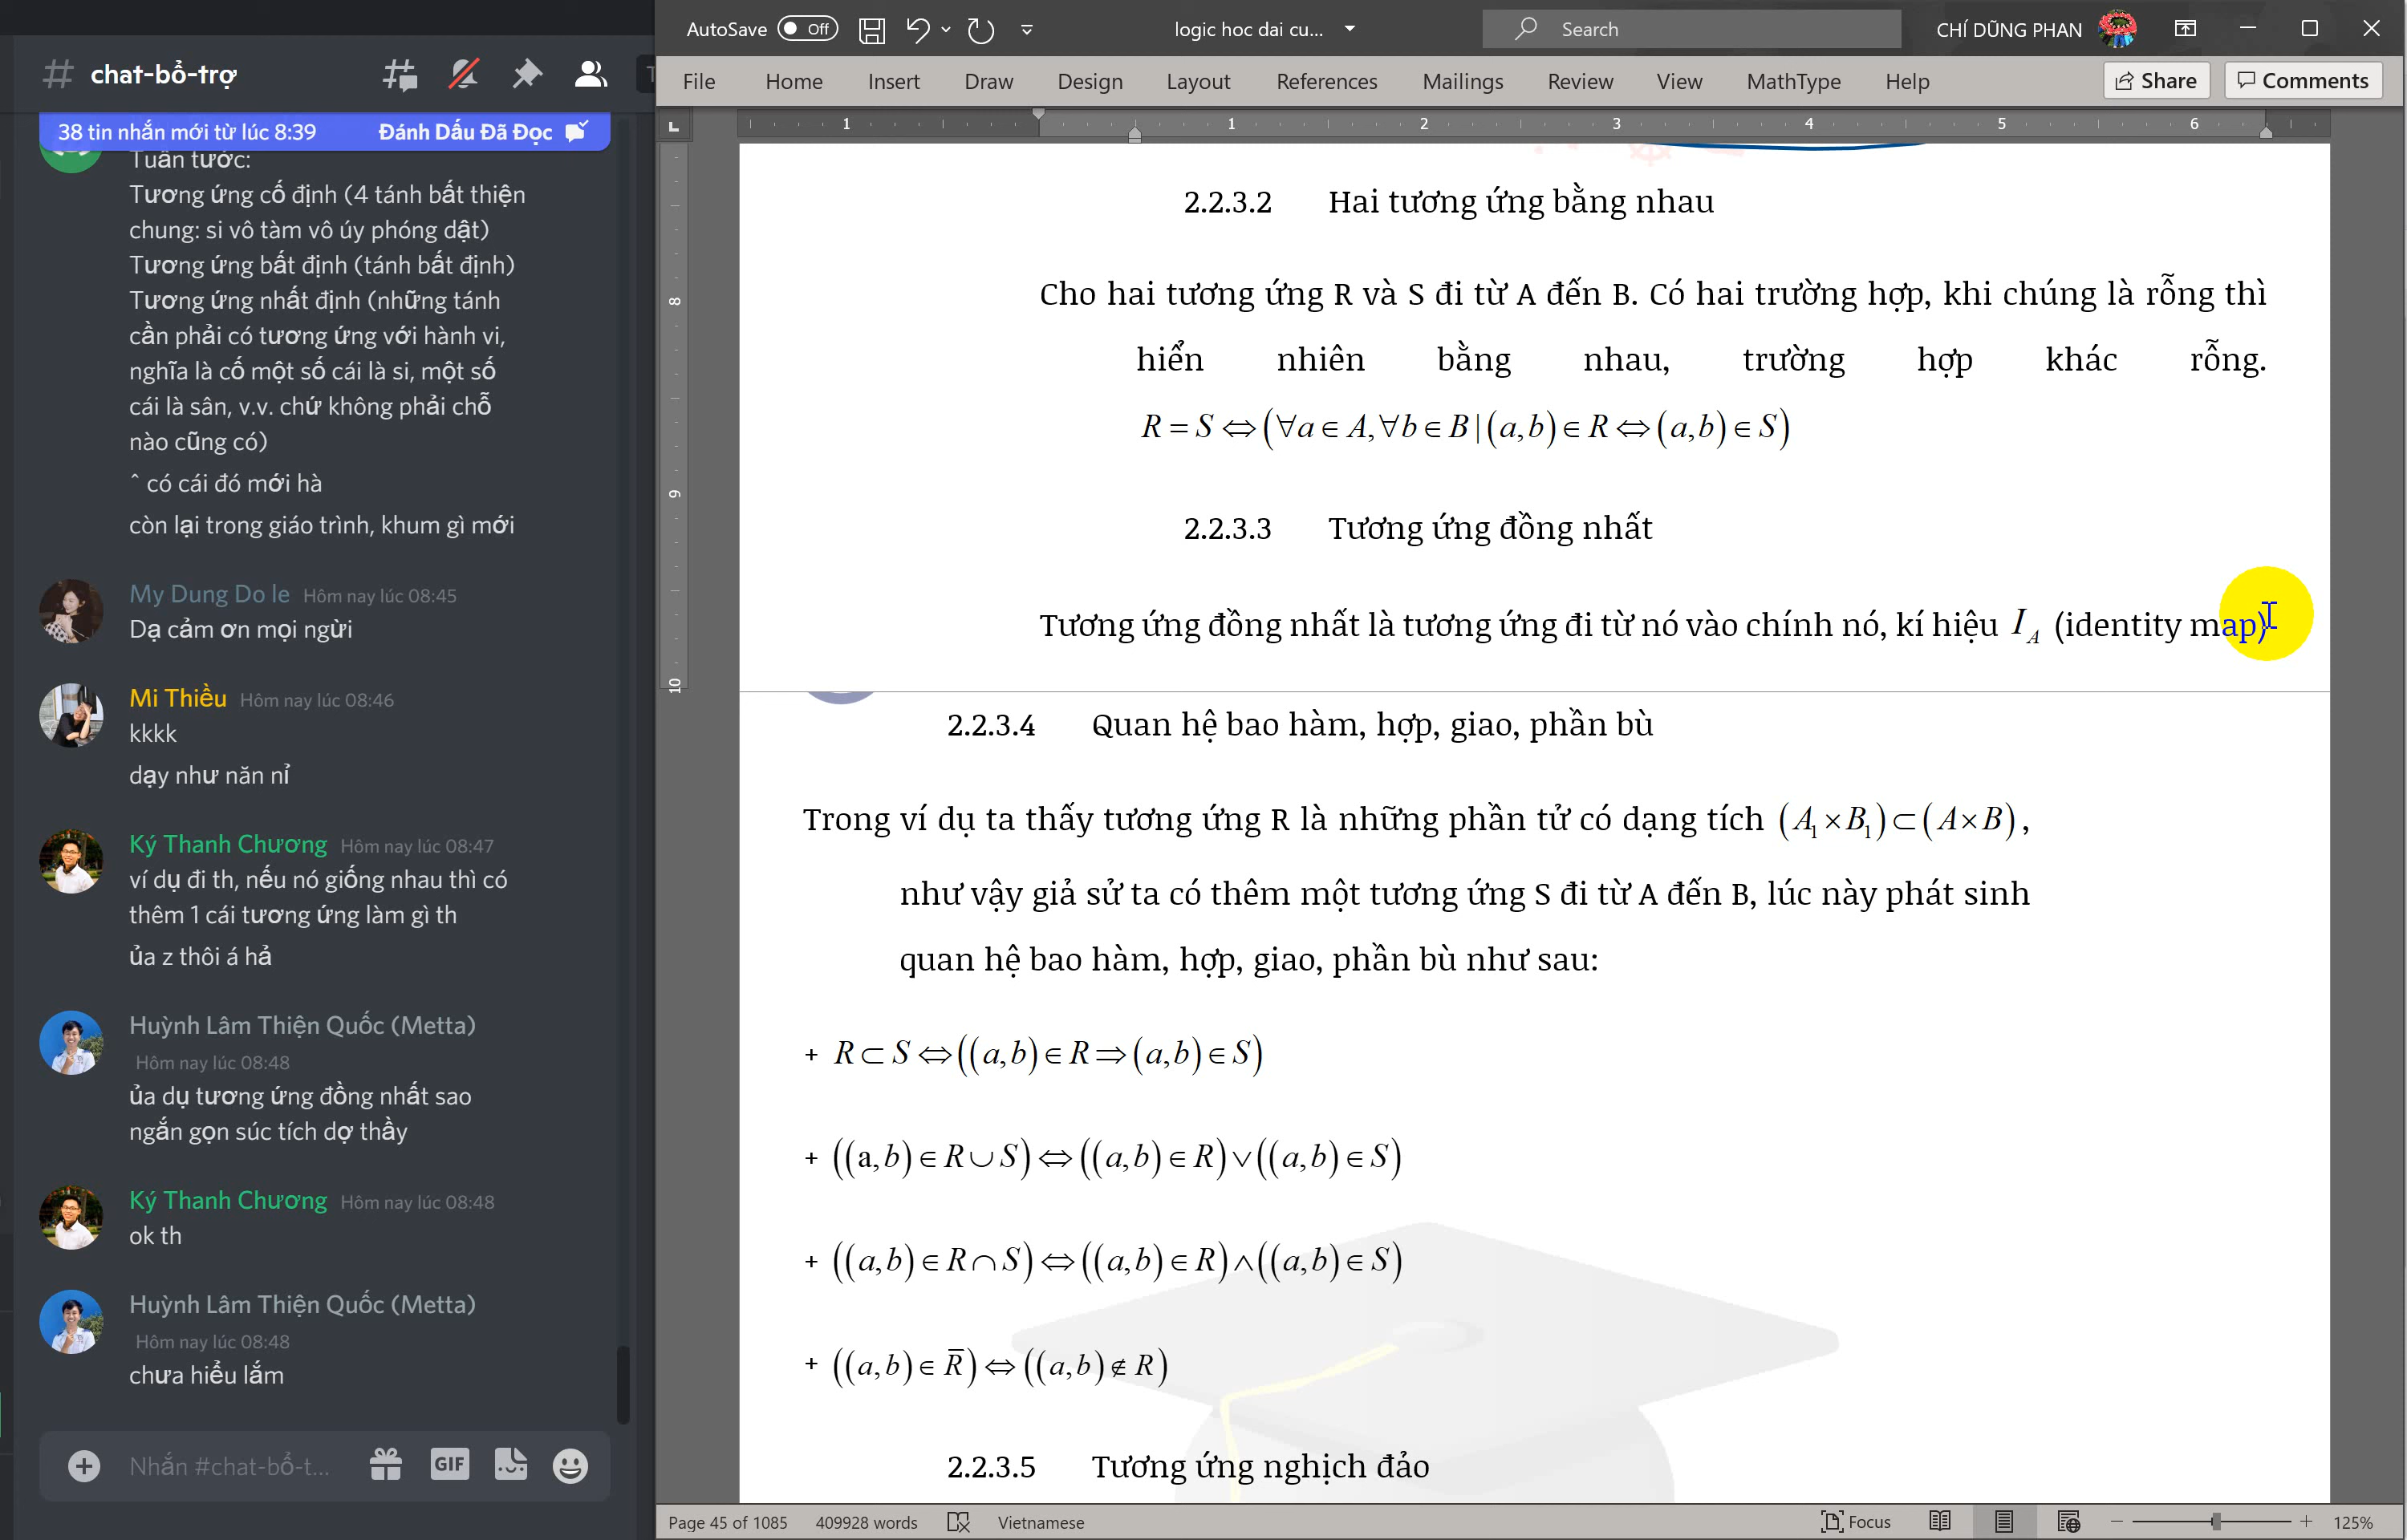 chat-bổ-trợ
38 tin nhắn mới từ lúc 8:39 Đánh Dấu Đã Đọc
Tuần tước:
Tương ứng cố định (4 tánh bất thiện
chung: si vô tàm vô úy phóng dật)
Tương ứng bất định (tánh bất định)
Tương ứng nhất định (những tánh
cần phải có tương ứng với hành vi,
nghĩa là cố một số cái là si, một số
cái là sân, v.v. chứ không phải chỗ
nào cũng có)
ˆ có cái đó mới hà
còn lại trong giáo trình, khum gì mới
My Dung Do le Hôm nay lúc 08:45
Dạ cảm ơn mọi ngừi
Mi Thiều Hôm nay lúc 08:46
kkkk
dạy như năn nỉ
Ký Thanh Chương Hôm nay lúc 08:47
ví dụ đi th, nếu nó giống nhau thì có
thêm 1 cái tương ứng làm gì th
ủa z thôi á hả
Huỳnh Lâm Thiện Quốc (Metta)
Hôm nay lúc 08:48
ủa dụ tương ứng đồng nhất sao
ngắn gọn súc tích dợ thầy
Ký Thanh Chương Hôm nay lúc 08:48
ok th
Huỳnh Lâm Thiện Quốc (Metta)
Hôm nay lúc 08:48
chưa hiểu lắm
Nhắn #chat-bổ-t...
GIF
AutoSave Off logic hoc dai cu... Search CHÍ DŨNG PHAN
File Home Insert Draw Design Layout References Mailings Review View MathType Help Share Comments
1 1 2 3 4 5 6
8
9
10
2.2.3.2 Hai tương ứng bằng nhau
Cho hai tương ứng R và S đi từ A đến B. Có hai trường hợp, khi chúng là rỗng thì
hiển nhiên bằng nhau, trường hợp khác rỗng.
R = S ⇔ (∀a ∈ A, ∀b ∈ B | (a,b) ∈ R ⇔ (a,b) ∈ S)
2.2.3.3 Tương ứng đồng nhất
Tương ứng đồng nhất là tương ứng đi từ nó vào chính nó, kí hiệu I_A (identity map)
2.2.3.4 Quan hệ bao hàm, hợp, giao, phần bù
Trong ví dụ ta thấy tương ứng R là những phần tử có dạng tích (A₁×B₁) ⊂ (A×B),
như vậy giả sử ta có thêm một tương ứng S đi từ A đến B, lúc này phát sinh
quan hệ bao hàm, hợp, giao, phần bù như sau:
+ R ⊂ S ⇔ ((a,b) ∈ R ⇒ (a,b) ∈ S)
+ ((a,b) ∈ R ∪ S) ⇔ ((a,b) ∈ R) ∨ ((a,b) ∈ S)
+ ((a,b) ∈ R ∩ S) ⇔ ((a,b) ∈ R) ∧ ((a,b) ∈ S)
+ ((a,b) ∈ R̅) ⇔ ((a,b) ∉ R)
2.2.3.5 Tương ứng nghịch đảo
Page 45 of 1085 409928 words Vietnamese Focus 125%